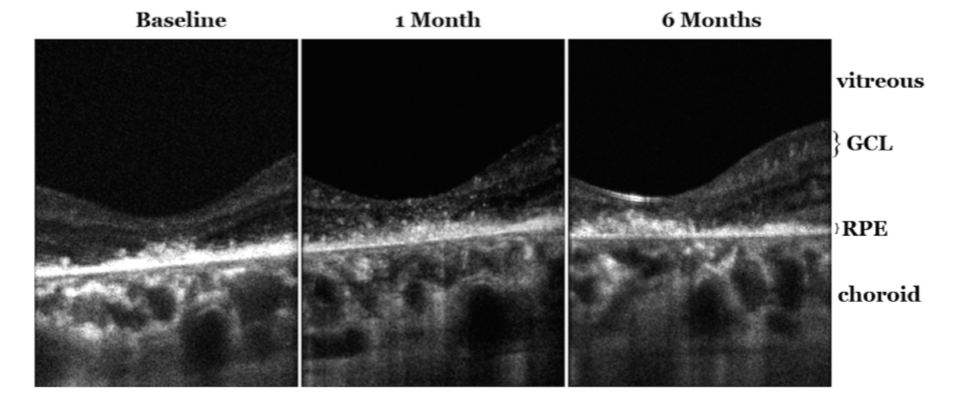 Baseline
1 Month
6 Months
vitreous
} GCL
} RPE
choroid